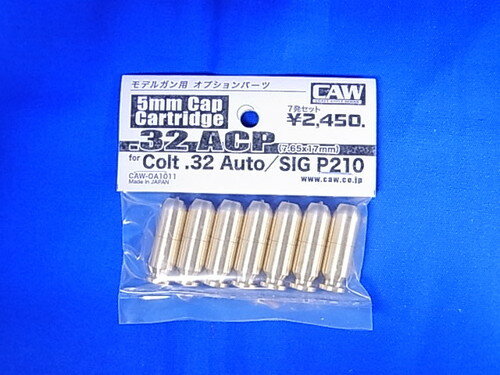 モデルガン用 オプションパーツ
CAW
5mm Cap
Cartridge
7発セット
¥2,450.
.32 ACP
(7.65x17mm)
for Colt .32 Auto/SIG P210
CAW-OA1011
Made in JAPAN
www.caw.co.jp